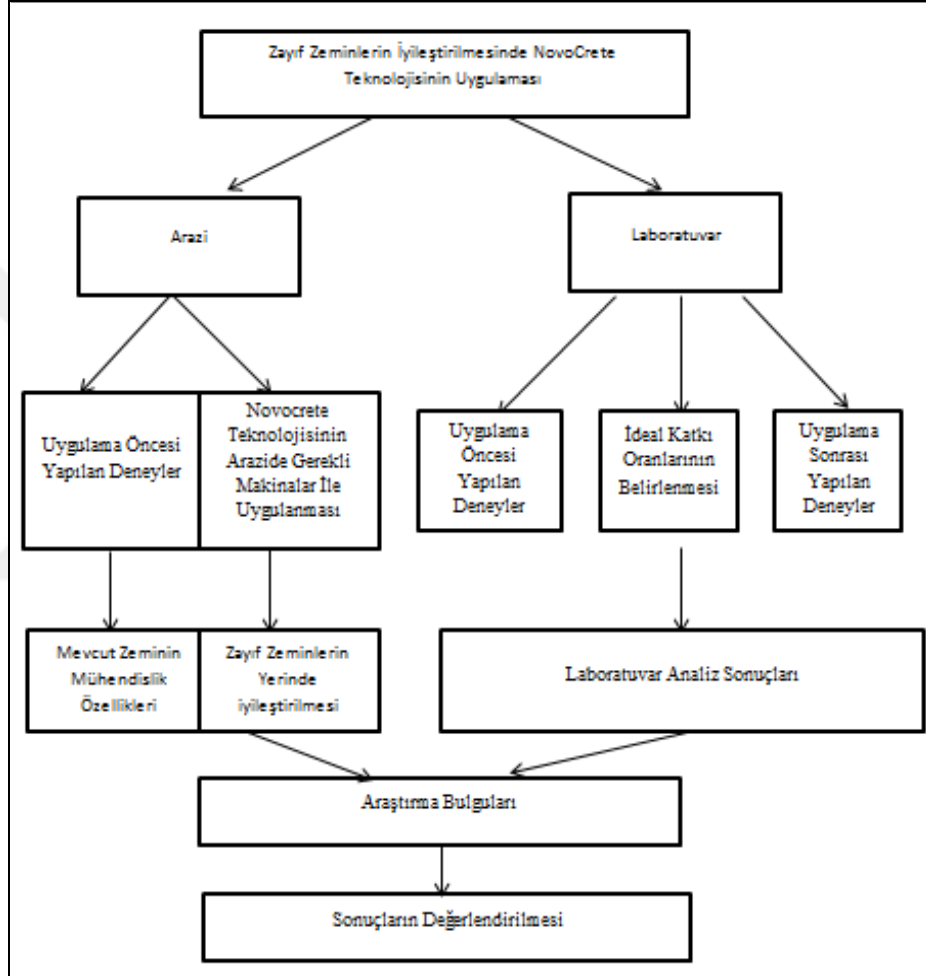 Zayıf Zeminlerin İyileştirilmesinde NovoCrete
Teknolojisinin Uygulaması
Arazi
Laboratuvar
Uygulama Öncesi
Yapılan Deneyler
Novocrete
Teknolojisinin
Arazide Gerekli
Makinalar İle
Uygulanması
Uygulama
Öncesi
Yapılan
Deneyler
İdeal Katkı
Oranlarının
Belirlenmesi
Uygulama
Sonrası
Yapılan
Deneyler
Mevcut Zeminin
Mühendislik
Özellikleri
Zayıf Zeminlerin
Yerinde
iyileştirilmesi
Laboratuvar Analiz Sonuçları
Araştırma Bulguları
Sonuçların Değerlendirilmesi